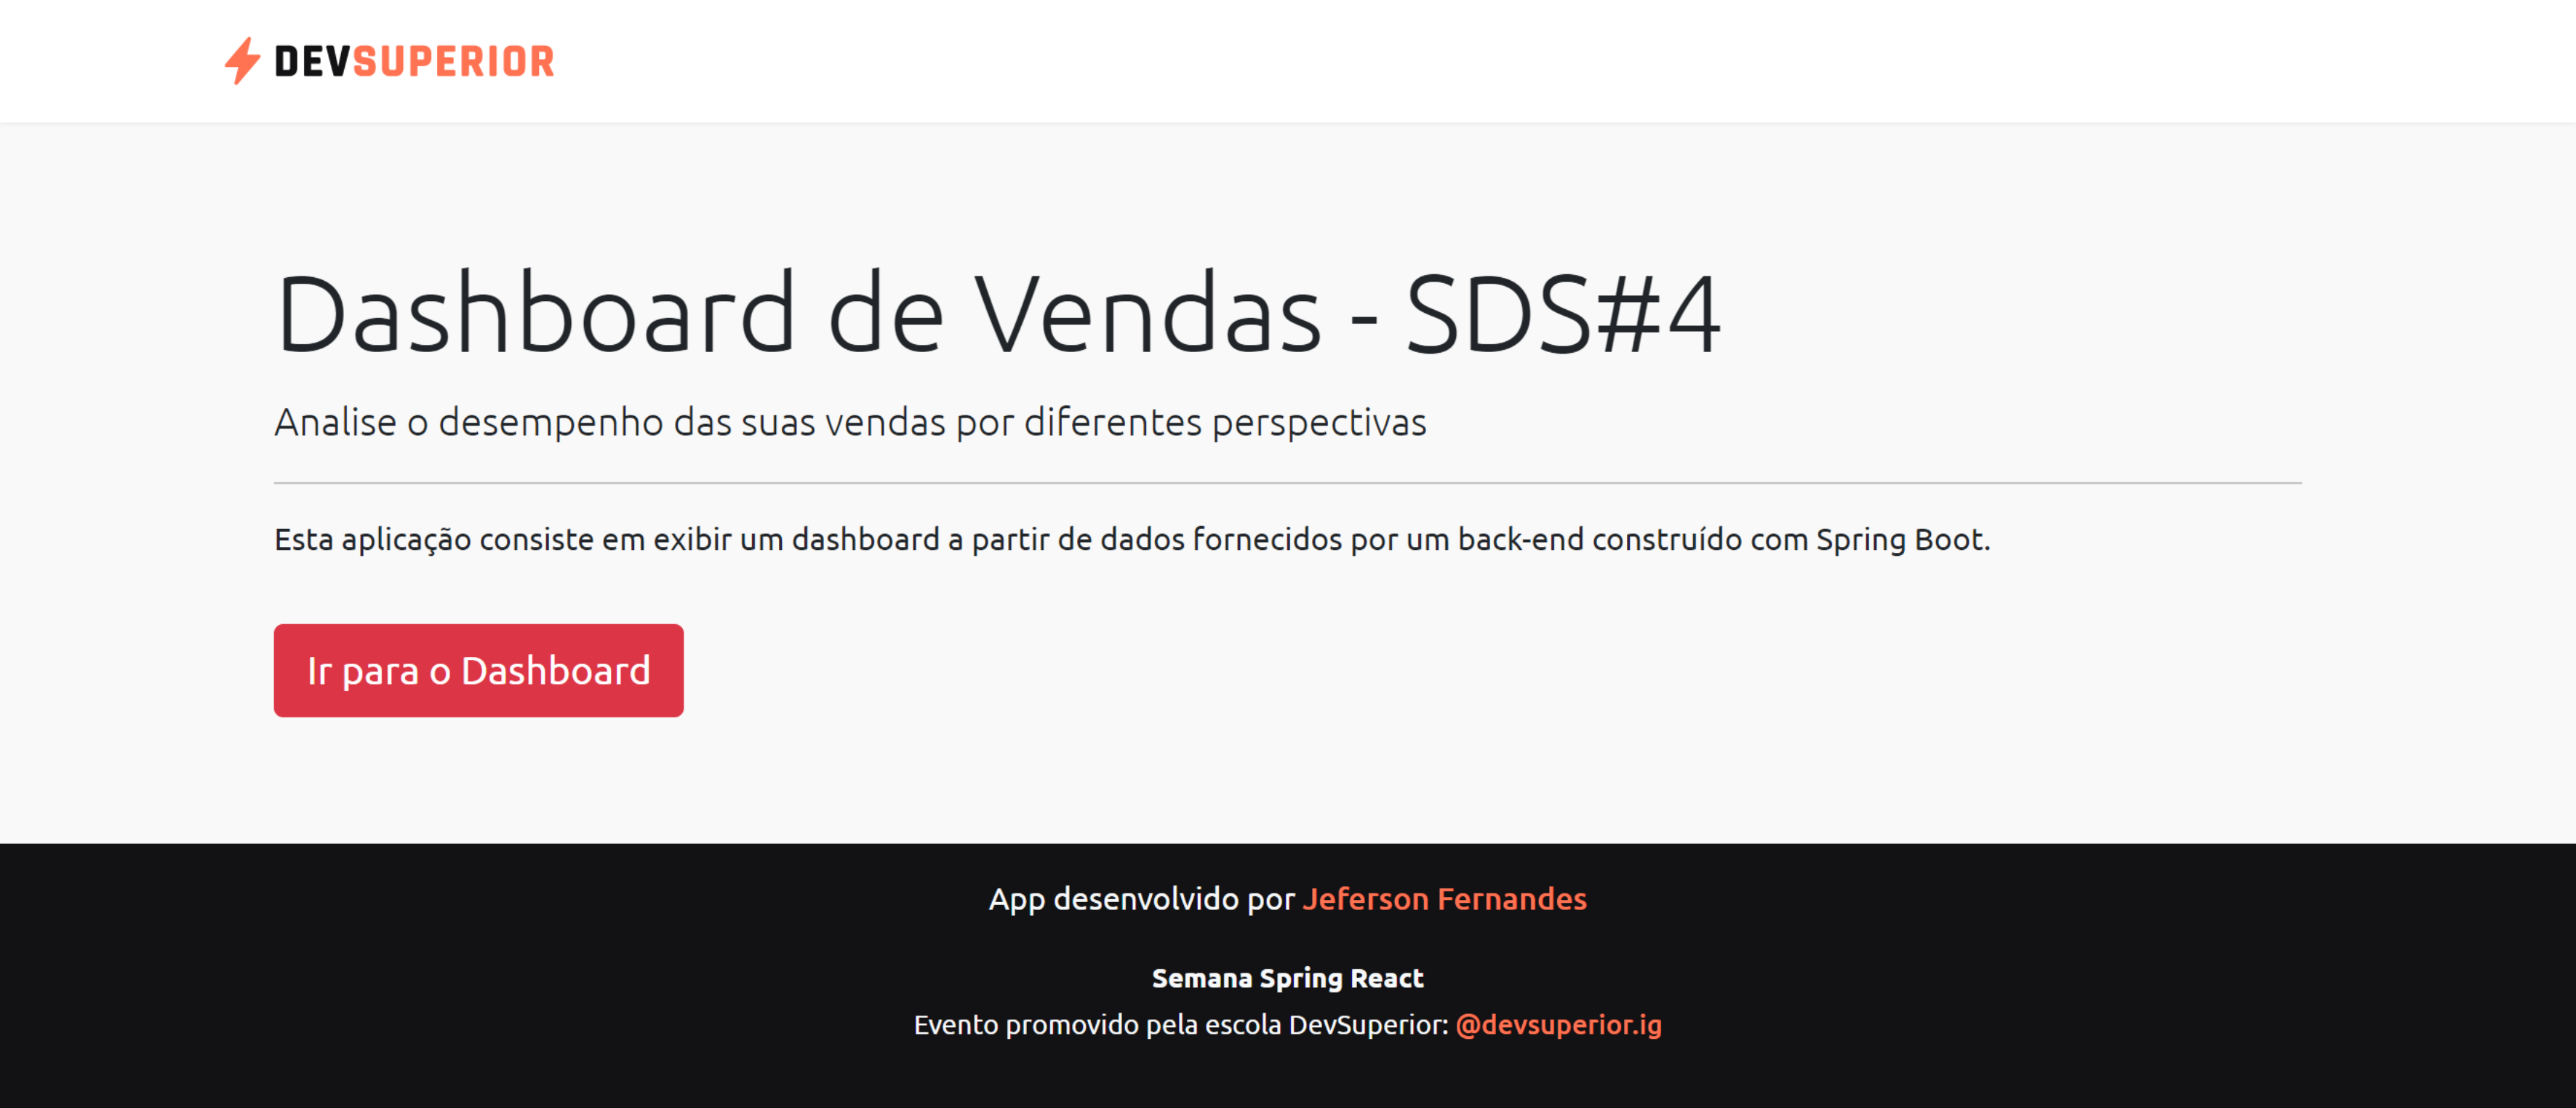 DEVSUPERIOR
Dashboard de Vendas - SDS#4
Analise o desempenho das suas vendas por diferentes perspectivas
Esta aplicação consiste em exibir um dashboard a partir de dados fornecidos por um back-end construído com Spring Boot.
Ir para o Dashboard
App desenvolvido por Jeferson Fernandes
Semana Spring React
Evento promovido pela escola DevSuperior: @devsuperior.ig